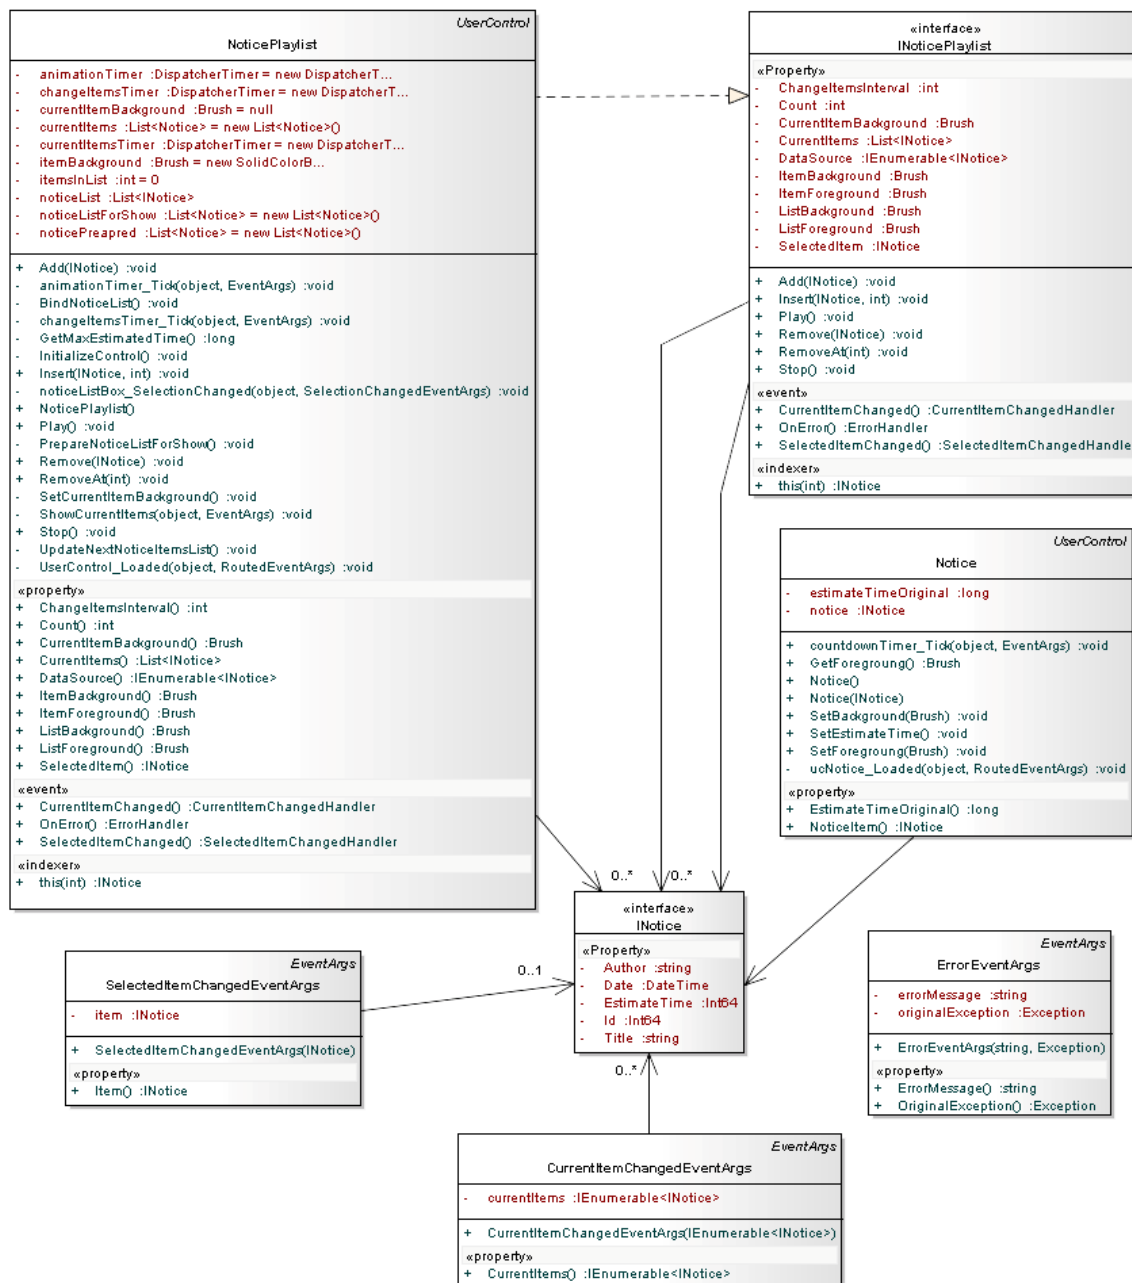 UserControl
NoticePlaylist
- animationTimer :DispatcherTimer = new DispatcherT...
- changeItemsTimer :DispatcherTimer = new DispatcherT...
- currentItemBackground :Brush = null
- currentItems :List<Notice> = new List<Notice>()
- currentItemsTimer :DispatcherTimer = new DispatcherT...
- itemBackground :Brush = new SolidColorB...
- itemsInList :int = 0
- noticeList :List<INotice>
- noticeListForShow :List<Notice> = new List<Notice>()
- noticePreapred :List<Notice> = new List<Notice>()
+ Add(INotice) :void
- animationTimer_Tick(object, EventArgs) :void
- BindNoticeList() :void
- changeItemsTimer_Tick(object, EventArgs) :void
- GetMaxEstimatedTime() :long
- InitializeControl() :void
+ Insert(INotice, int) :void
- noticeListBox_SelectionChanged(object, SelectionChangedEventArgs) :void
+ NoticePlaylist()
+ Play() :void
- PrepareNoticeListForShow() :void
+ Remove(INotice) :void
+ RemoveAt(int) :void
- SetCurrentItemBackground() :void
- ShowCurrentItems(object, EventArgs) :void
+ Stop() :void
- UpdateNextNoticeItemsList() :void
- UserControl_Loaded(object, RoutedEventArgs) :void
«property»
+ ChangeItemsInterval() :int
+ Count() :int
+ CurrentItemBackground() :Brush
+ CurrentItems() :List<INotice>
+ DataSource() :IEnumerable<INotice>
+ ItemBackground() :Brush
+ ItemForeground() :Brush
+ ListBackground() :Brush
+ ListForeground() :Brush
+ SelectedItem() :INotice
«event»
+ CurrentItemChanged() :CurrentItemChangedHandler
+ OnError() :ErrorHandler
+ SelectedItemChanged() :SelectedItemChangedHandler
«indexer»
+ this(int) :INotice
«interface»
INoticePlaylist
«Property»
- ChangeItemsInterval :int
- Count :int
- CurrentItemBackground :Brush
- CurrentItems :List<INotice>
- DataSource :IEnumerable<INotice>
- ItemBackground :Brush
- ItemForeground :Brush
- ListBackground :Brush
- ListForeground :Brush
- SelectedItem :INotice
+ Add(INotice) :void
+ Insert(INotice, int) :void
+ Play() :void
+ Remove(INotice) :void
+ RemoveAt(int) :void
+ Stop() :void
«event»
+ CurrentItemChanged() :CurrentItemChangedHandler
+ OnError() :ErrorHandler
+ SelectedItemChanged() :SelectedItemChangedHandle
«indexer»
+ this(int) :INotice
UserControl
Notice
- estimateTimeOriginal :long
- notice :INotice
+ countdownTimer_Tick(object, EventArgs) :void
+ GetForegroung() :Brush
+ Notice()
+ Notice(INotice)
+ SetBackground(Brush) :void
+ SetEstimateTime() :void
+ SetForegroung(Brush) :void
- ucNotice_Loaded(object, RoutedEventArgs) :void
«property»
+ EstimateTimeOriginal() :long
+ NoticeItem() :INotice
0..*
0..*
«interface»
INotice
«Property»
- Author :string
- Date :DateTime
- EstimateTime :Int64
- Id :Int64
- Title :string
0..1
0..*
EventArgs
SelectedItemChangedEventArgs
- item :INotice
+ SelectedItemChangedEventArgs(INotice)
«property»
+ Item() :INotice
EventArgs
ErrorEventArgs
- errorMessage :string
- originalException :Exception
+ ErrorEventArgs(string, Exception)
«property»
+ ErrorMessage() :string
+ OriginalException() :Exception
EventArgs
CurrentItemChangedEventArgs
- currentItems :IEnumerable<INotice>
+ CurrentItemChangedEventArgs(IEnumerable<INotice>)
«property»
+ CurrentItems() :IEnumerable<INotice>